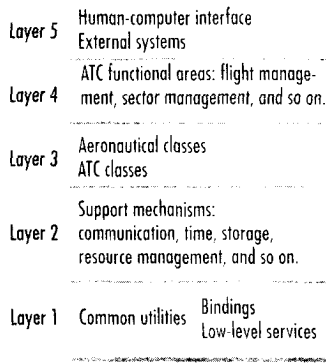 Layer 5
Human-computer interface
External systems
Layer 4
ATC functional areas: flight manage-
ment, sector management, and so on.
Layer 3
Aeronautical classes
ATC classes
Layer 2
Support mechanisms:
communication, time, storage,
resource management, and so on.
Layer 1
Common utilities
Bindings
Low-level services